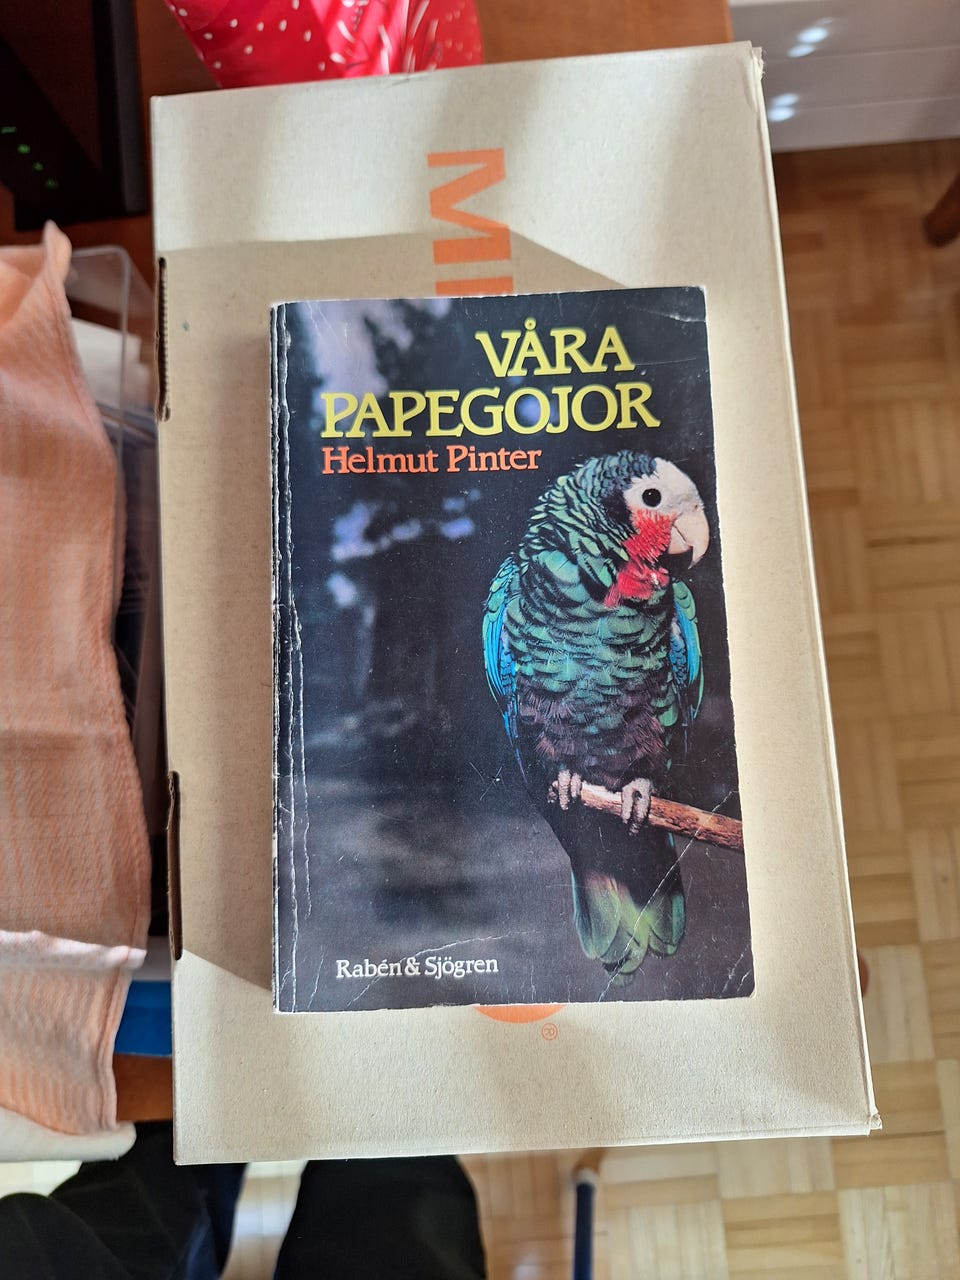 VÅRA
PAPEGOJOR
Helmut Pinter
Rabén & Sjögren
®